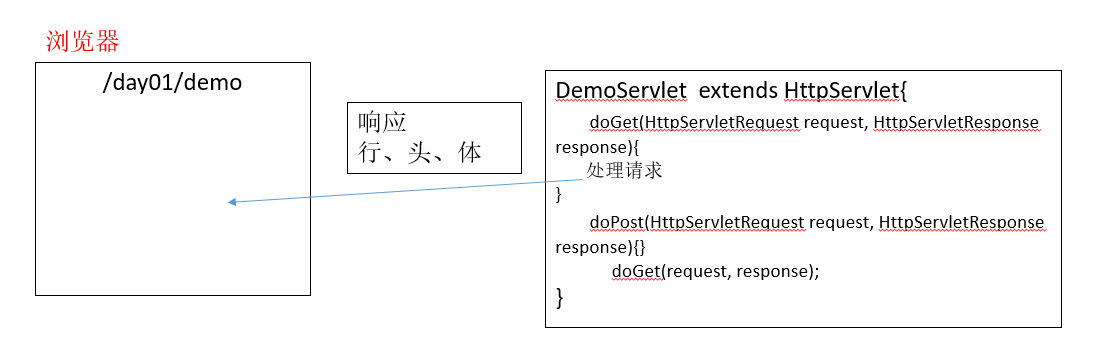 浏览器
/day01/demo
响应
行、头、体
DemoServlet extends HttpServlet{
doGet(HttpServletRequest request, HttpServletResponse
response){
处理请求
}
doPost(HttpServletRequest request, HttpServletResponse
response){}
doGet(request, response);
}